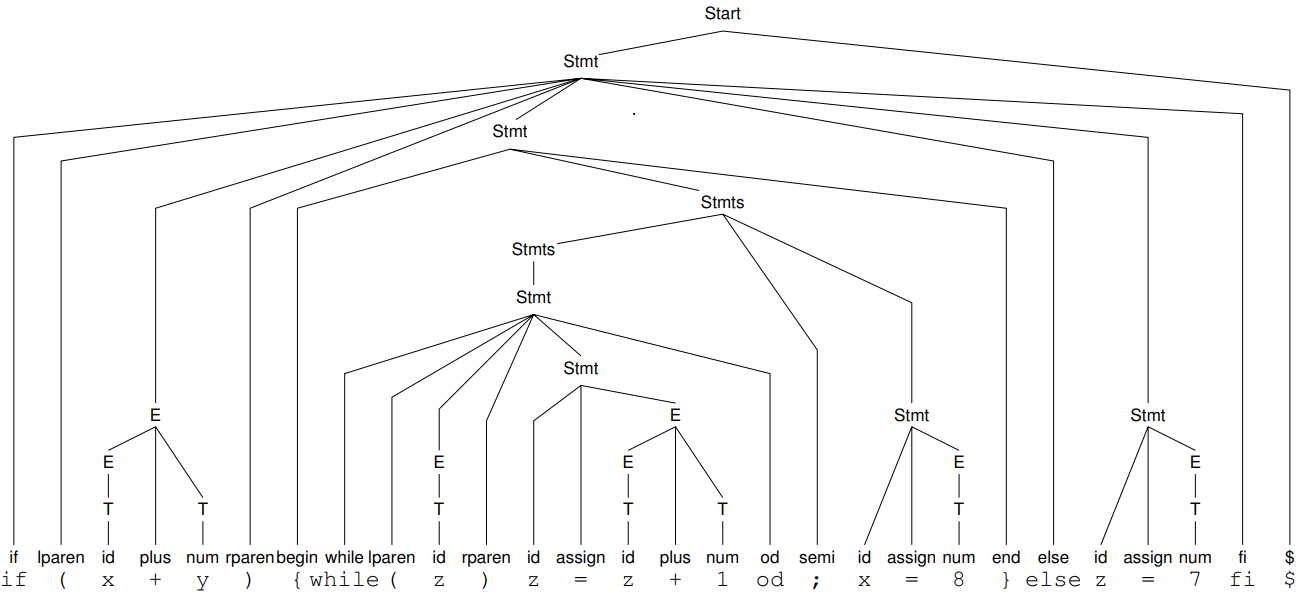 Start
Stmt
Stmt
Stmts
Stmts
Stmt
Stmt
E E Stmt Stmt
E E E E E
T T T T T T T
if lparen id plus num rparen begin while lparen id rparen id assign id plus num od semi id assign num end else id assign num fi $
if ( x + y ) { while ( z ) z = z + 1 od ; x = 8 } else z = 7 fi $